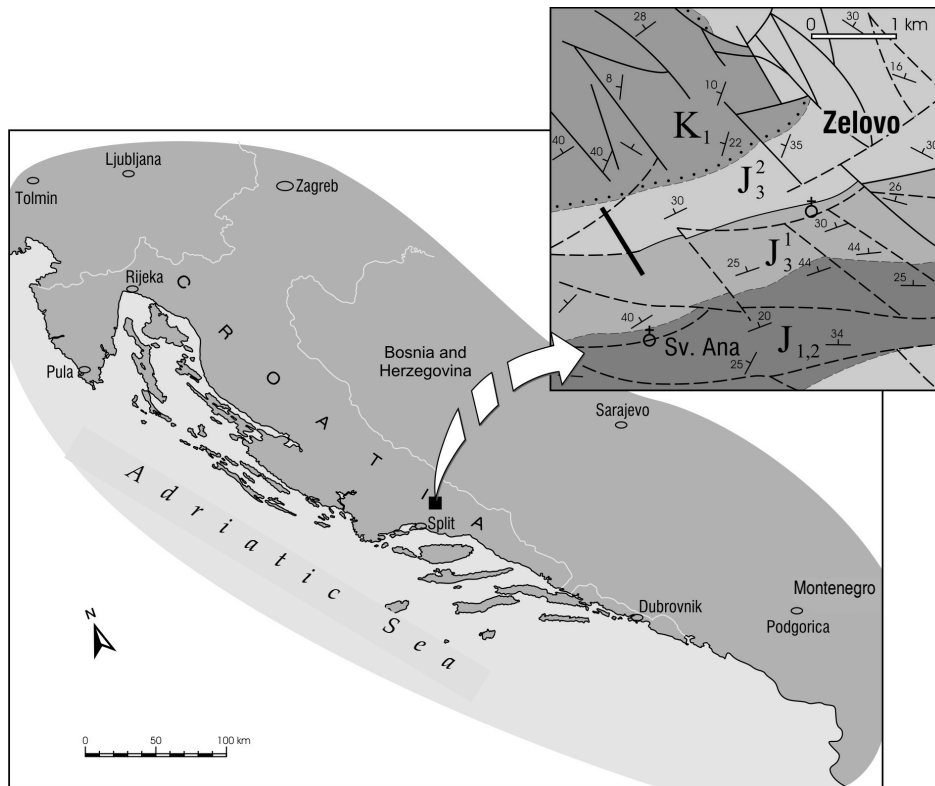 Ljubljana
Tolmin
Zagreb
Rijeka
Pula
C R O A T I A
Bosnia and
Herzegovina
Sarajevo
Split
Dubrovnik
Montenegro
Podgorica
Adriatic Sea
N
0 50 100 km
0 1 km
28
30
16
8
10
K1
Zelovo
22
35
40
40
30
J3 2
30
26
30
J3 1
44
25
44
25
40
20
Sv. Ana
J1,2
34
25